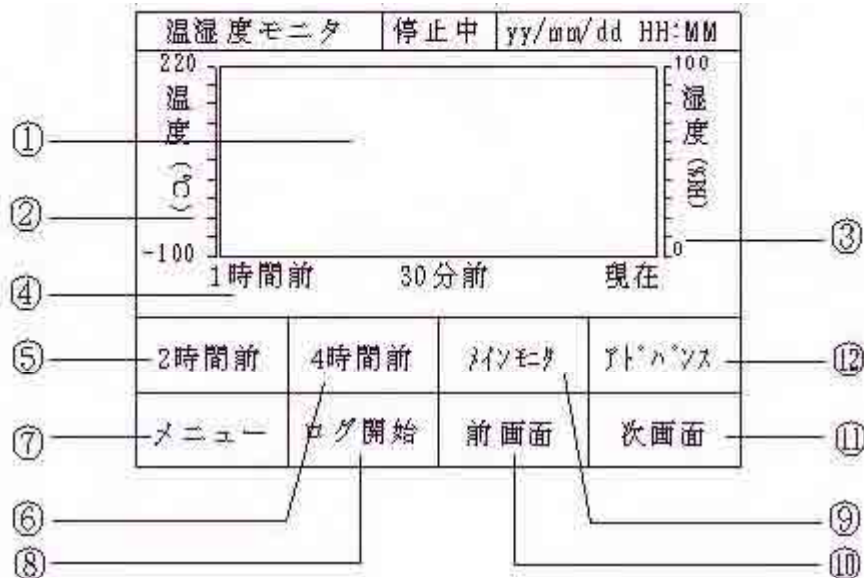 温湿度モニタ 停止中 yy/mm/dd HH:MM
220 100
温度(℃) 湿度(%RH)
①
②
③
-100 0
1時間前 30分前 現在
④
⑤ 2時間前 4時間前 メインモニタ アドバンス ⑫
⑦ メニュー ログ開始 前画面 次画面 ⑪
⑥ ⑨
⑧ ⑩